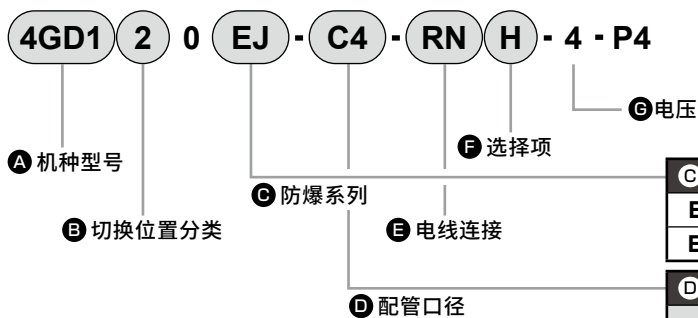 4GD1 2 0 EJ - C4 - RN H - 4 - P4
G 电压
F 选择项
A 机种型号
C 防爆系列
B 切换位置分类
E 电线连接
D 配管口径
C
D